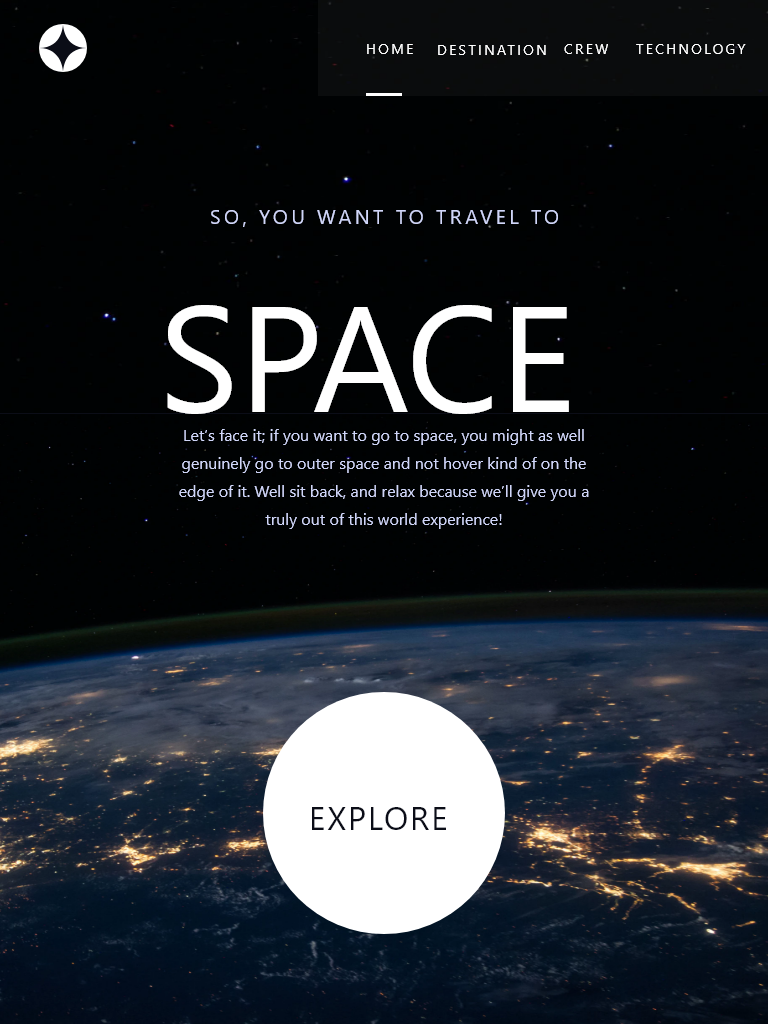 HOME DESTINATION CREW TECHNOLOGY
SO, YOU WANT TO TRAVEL TO
SPACE
Let’s face it; if you want to go to space, you might as well
genuinely go to outer space and not hover kind of on the
edge of it. Well sit back, and relax because we’ll give you a
truly out of this world experience!
EXPLORE